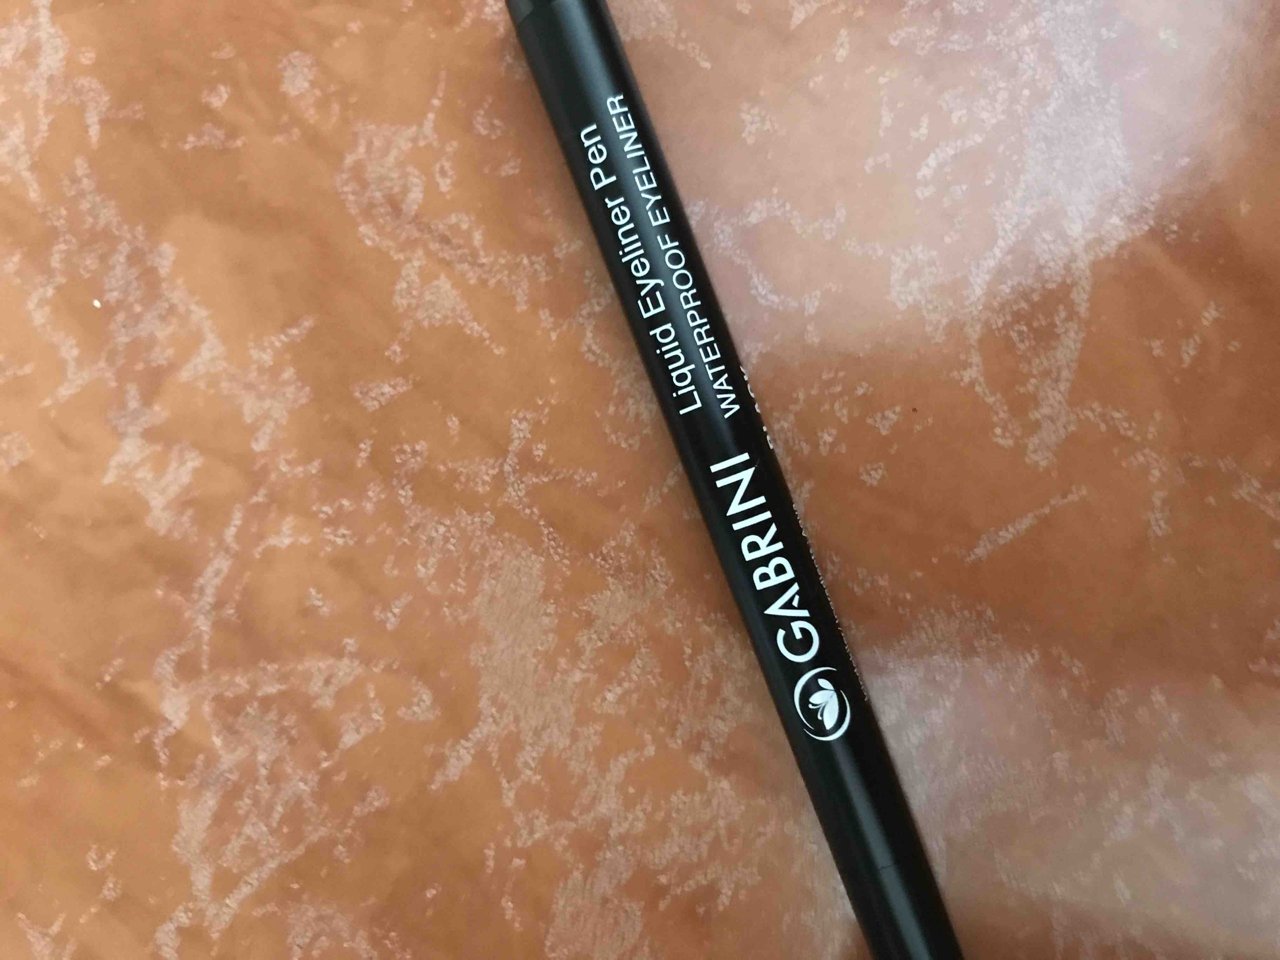 GABRINI
Liquid Eyeliner Pen
WATERPROOF EYELINER